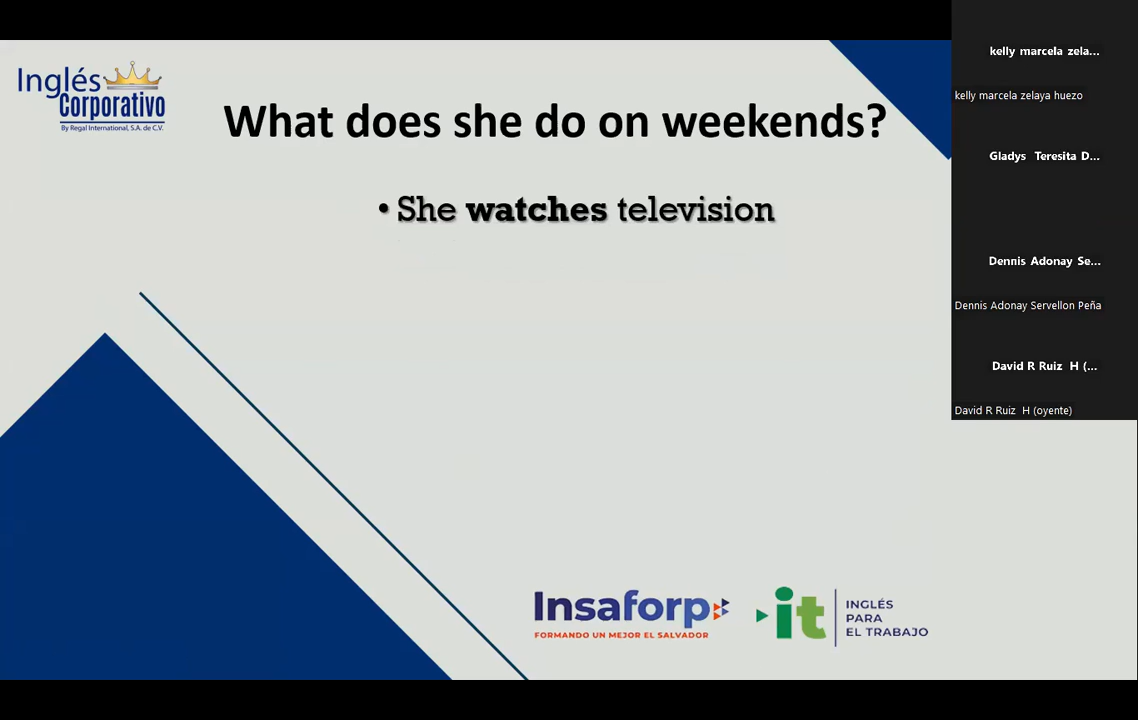 Inglés
Corporativo
By Regal International, S.A. de C.V.
What does she do on weekends?
• She watches television
Insaforp
FORMANDO UN MEJOR EL SALVADOR
it
INGLÉS
PARA
EL TRABAJO
kelly marcela zela...
kelly marcela zelaya huezo
Gladys Teresita D...
Dennis Adonay Se...
Dennis Adonay Servellon Peña
David R Ruiz H (...
David R Ruiz H (oyente)